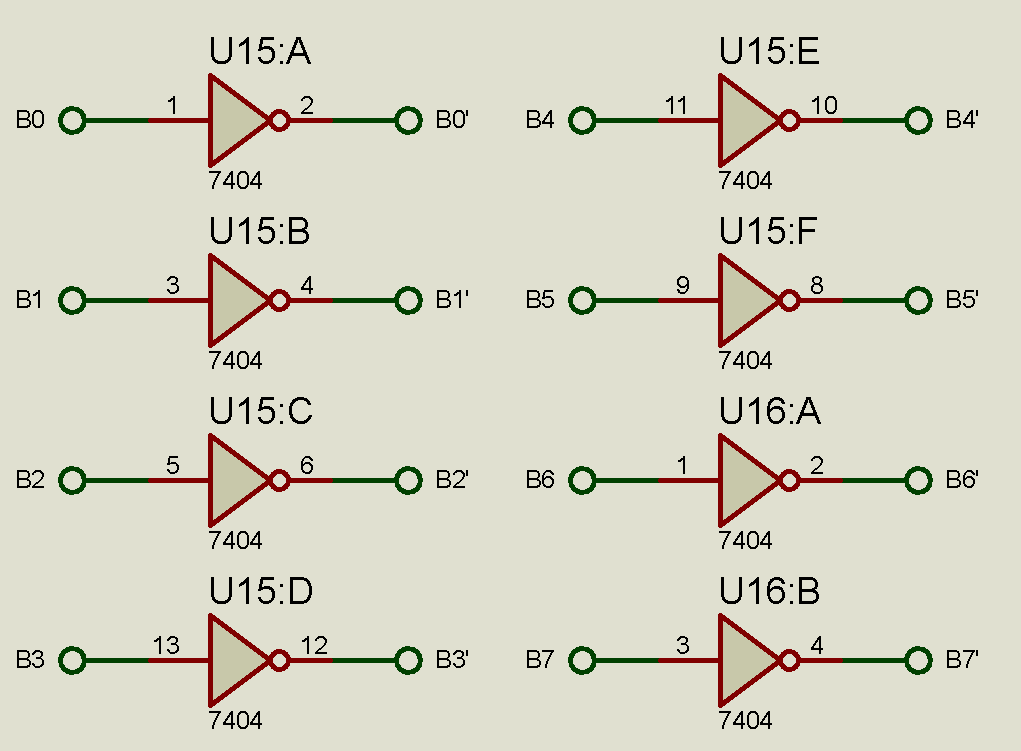 U15:A
B0 1 2 B0'
7404
U15:B
B1 3 4 B1'
7404
U15:C
B2 5 6 B2'
7404
U15:D
B3 13 12 B3'
7404
U15:E
B4 11 10 B4'
7404
U15:F
B5 9 8 B5'
7404
U16:A
B6 1 2 B6'
7404
U16:B
B7 3 4 B7'
7404